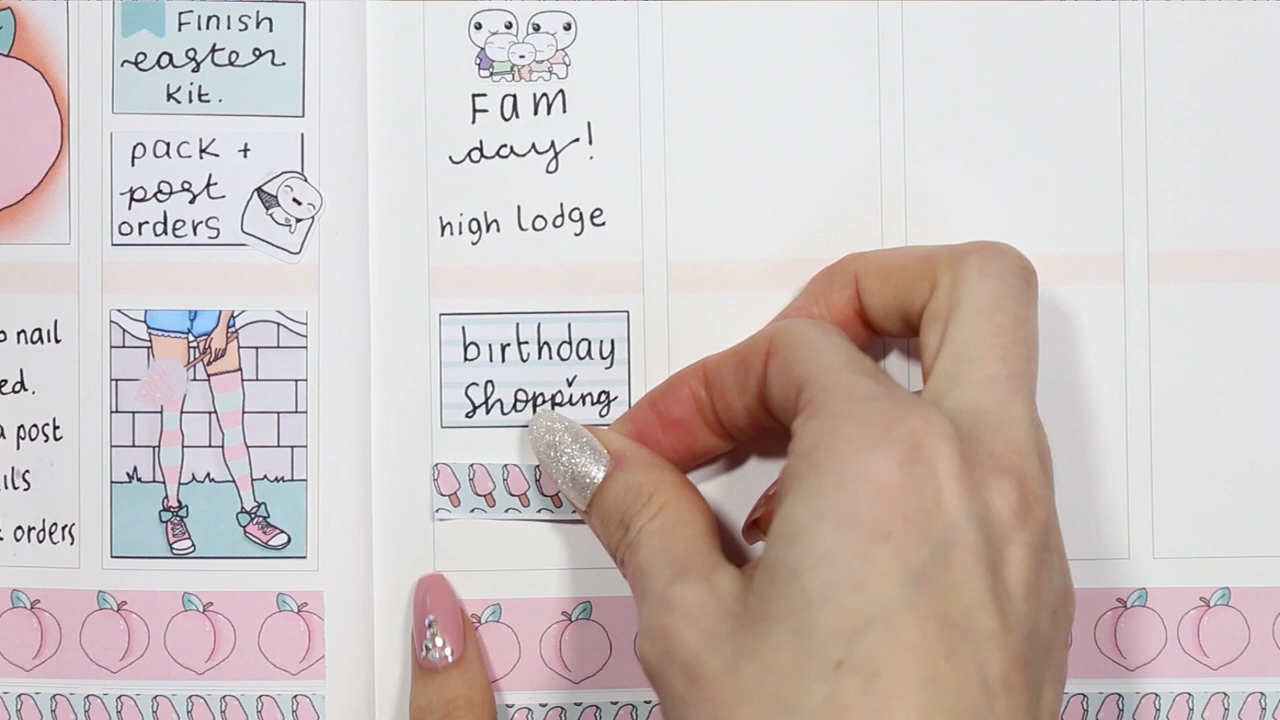 Finish
easter
kit.
pack +
post
orders
nail
ed.
a post
ils
orders
Fam
day!
high lodge
birthday
Shopping